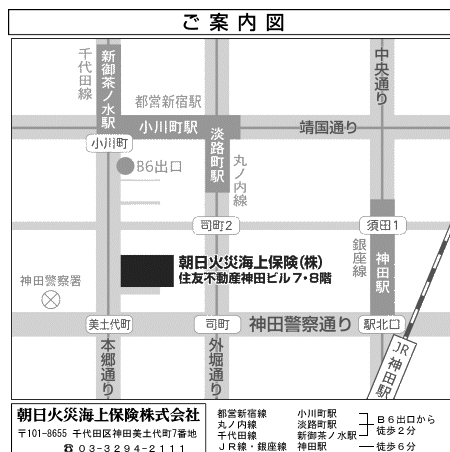 ご案内図
千代田線
新御茶ノ水駅
都営新宿駅
小川町駅
淡路町駅
靖国通り
中央通り
小川町
B6出口
丸ノ内線
司町2
須田1
銀座線
神田駅
朝日火災海上保険(株)
住友不動産神田ビル7・8階
神田警察署
美土代町
司町
神田警察通り
駅北口
本郷通り
外堀通り
JR神田駅
朝日火災海上保険株式会社
〒101-8655 千代田区神田美土代町7番地
☎ 03-3294-2111
都営新宿線 小川町駅
丸ノ内線 淡路町駅
千代田線 新御茶ノ水駅
B6出口から
徒歩2分
JR線・銀座線 神田駅 徒歩6分